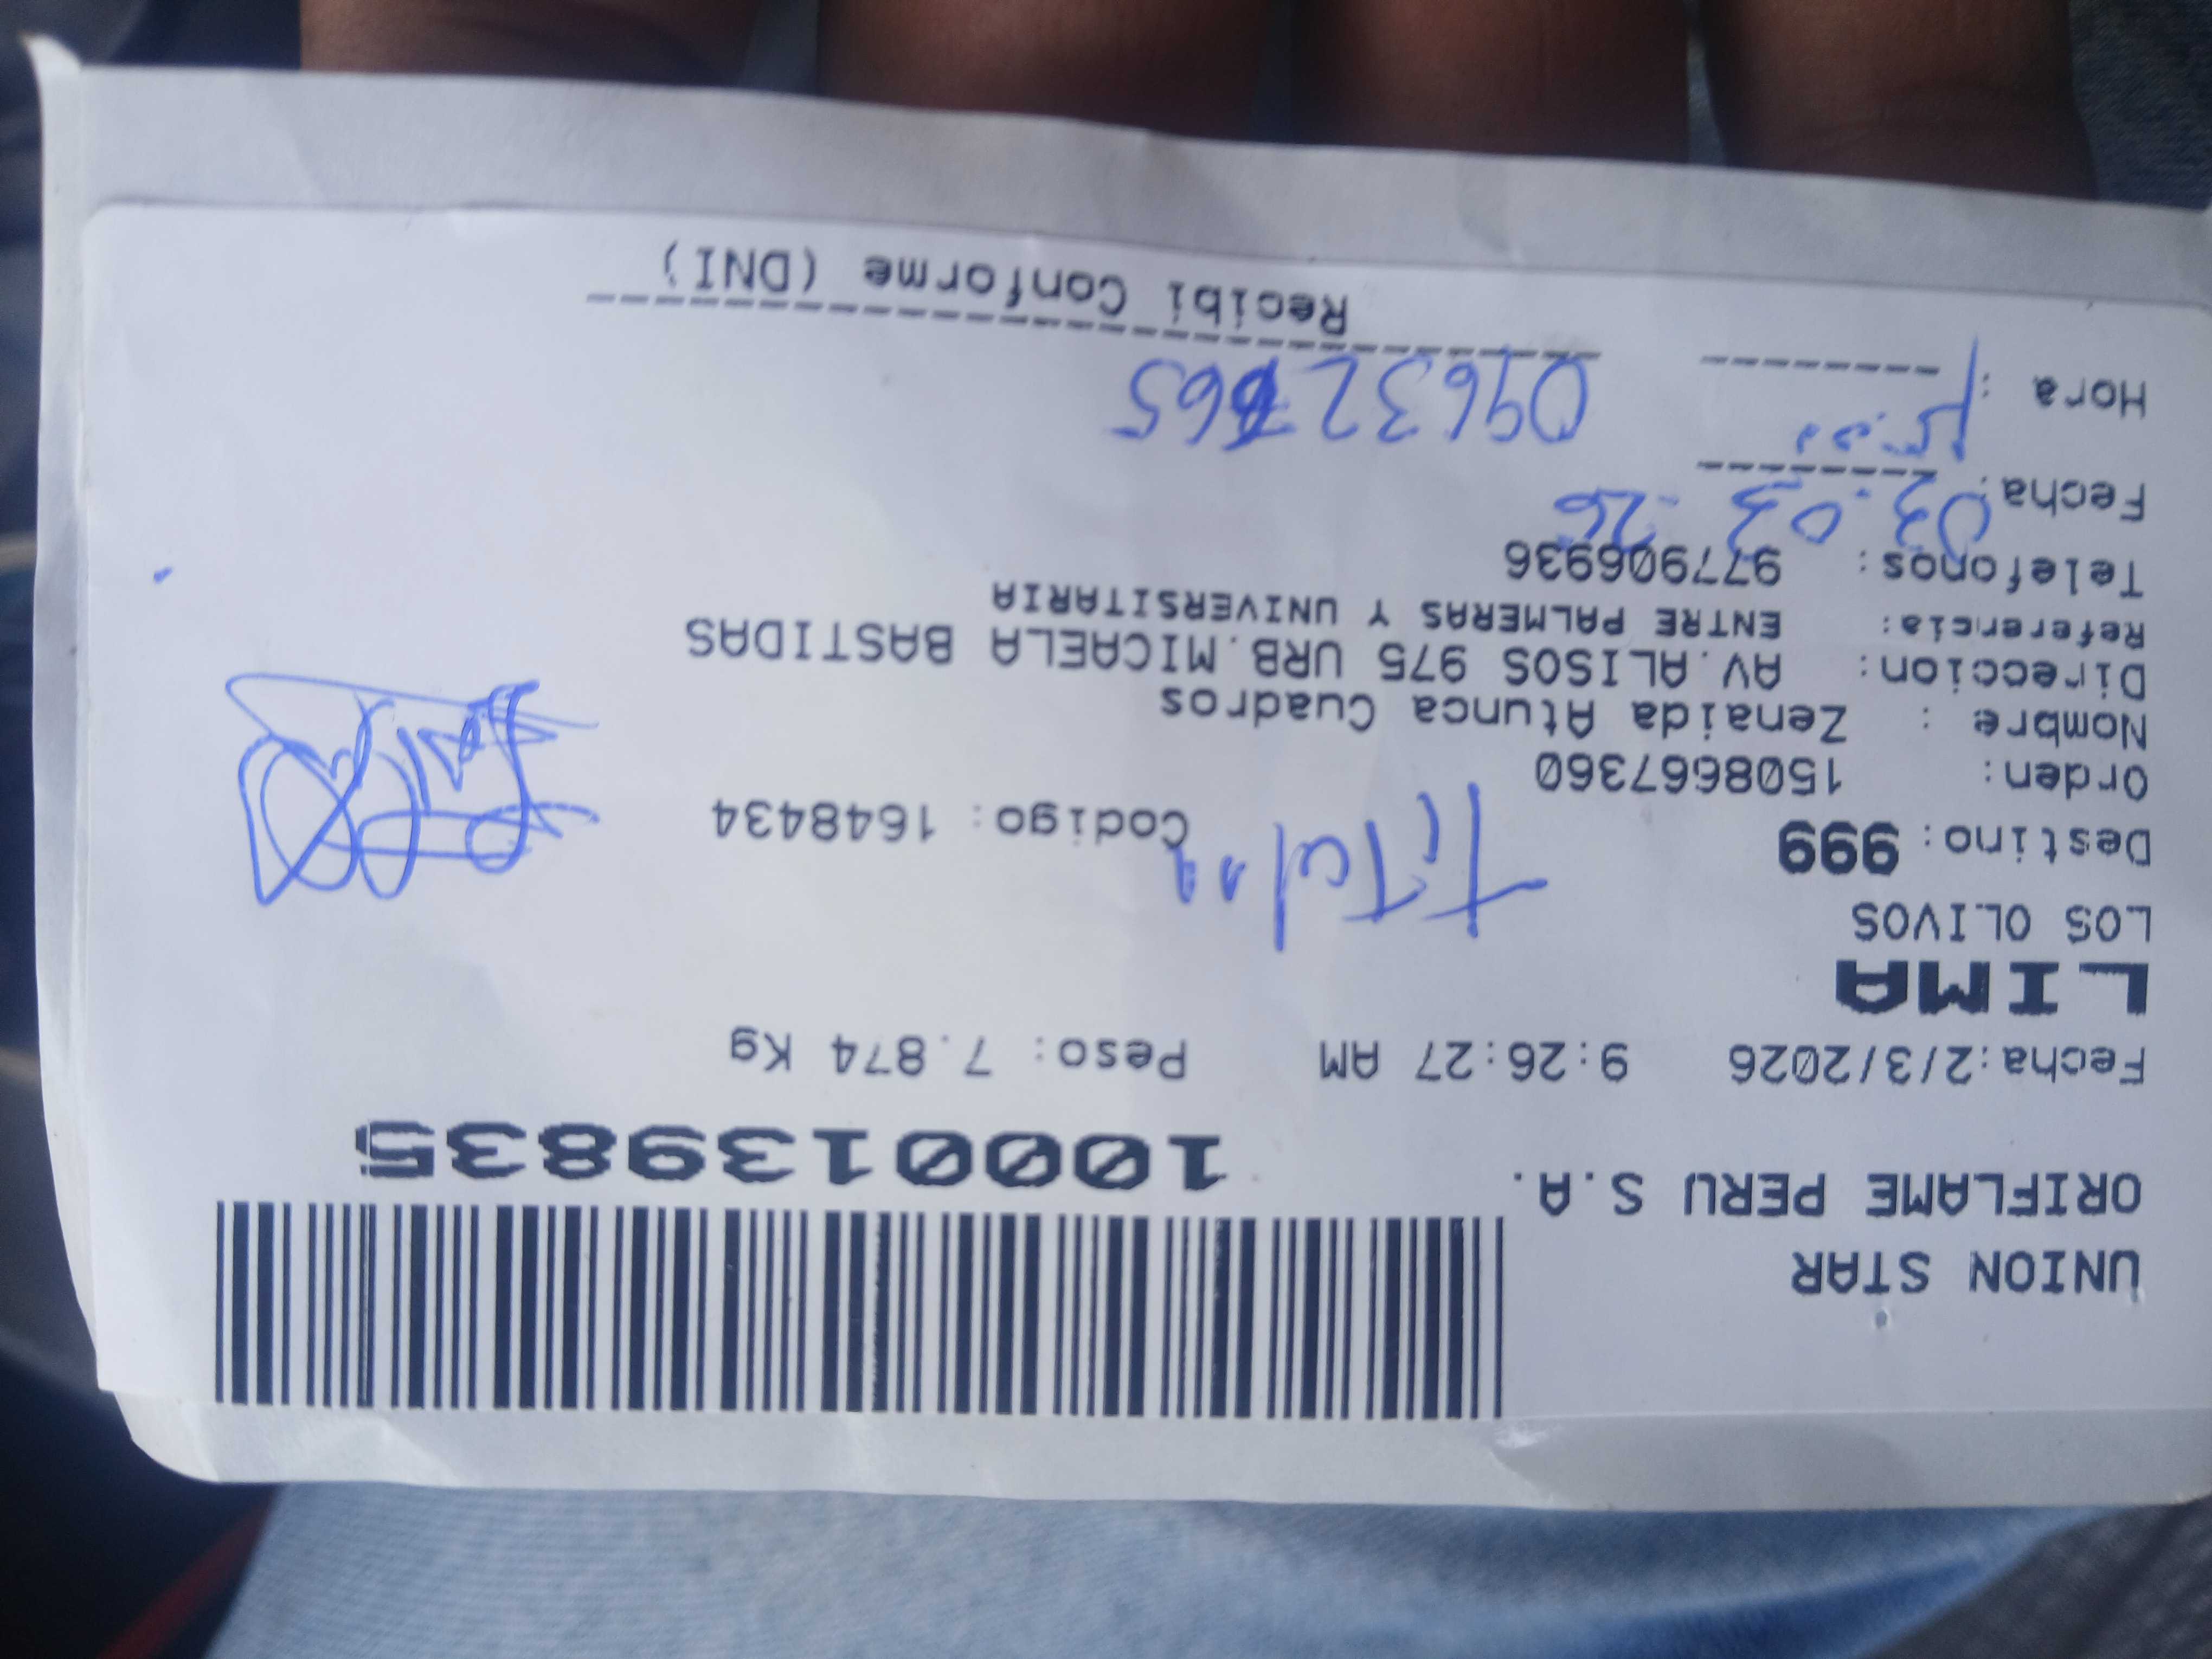 UNION STAR
ORIFLAME PERU S.A.
1000139835
Fecha:2/3/2026 9:26:27 AM Peso: 7.874 Kg
LIMA
LOS OLIVOS
Destino: 999
Titular
Orden: 1508667360 Codigo: 1648434
Nombre : Zenaida Atunca Cuadros
Direccion: AV.ALISOS 975 URB.MICAELA BASTIDAS
Referencia: ENTRE PALMERAS Y UNIVERSITARIA
Telefonos: 977906936
Fecha: 03.03.26
Hora :
Recibi Conforme (DNI)